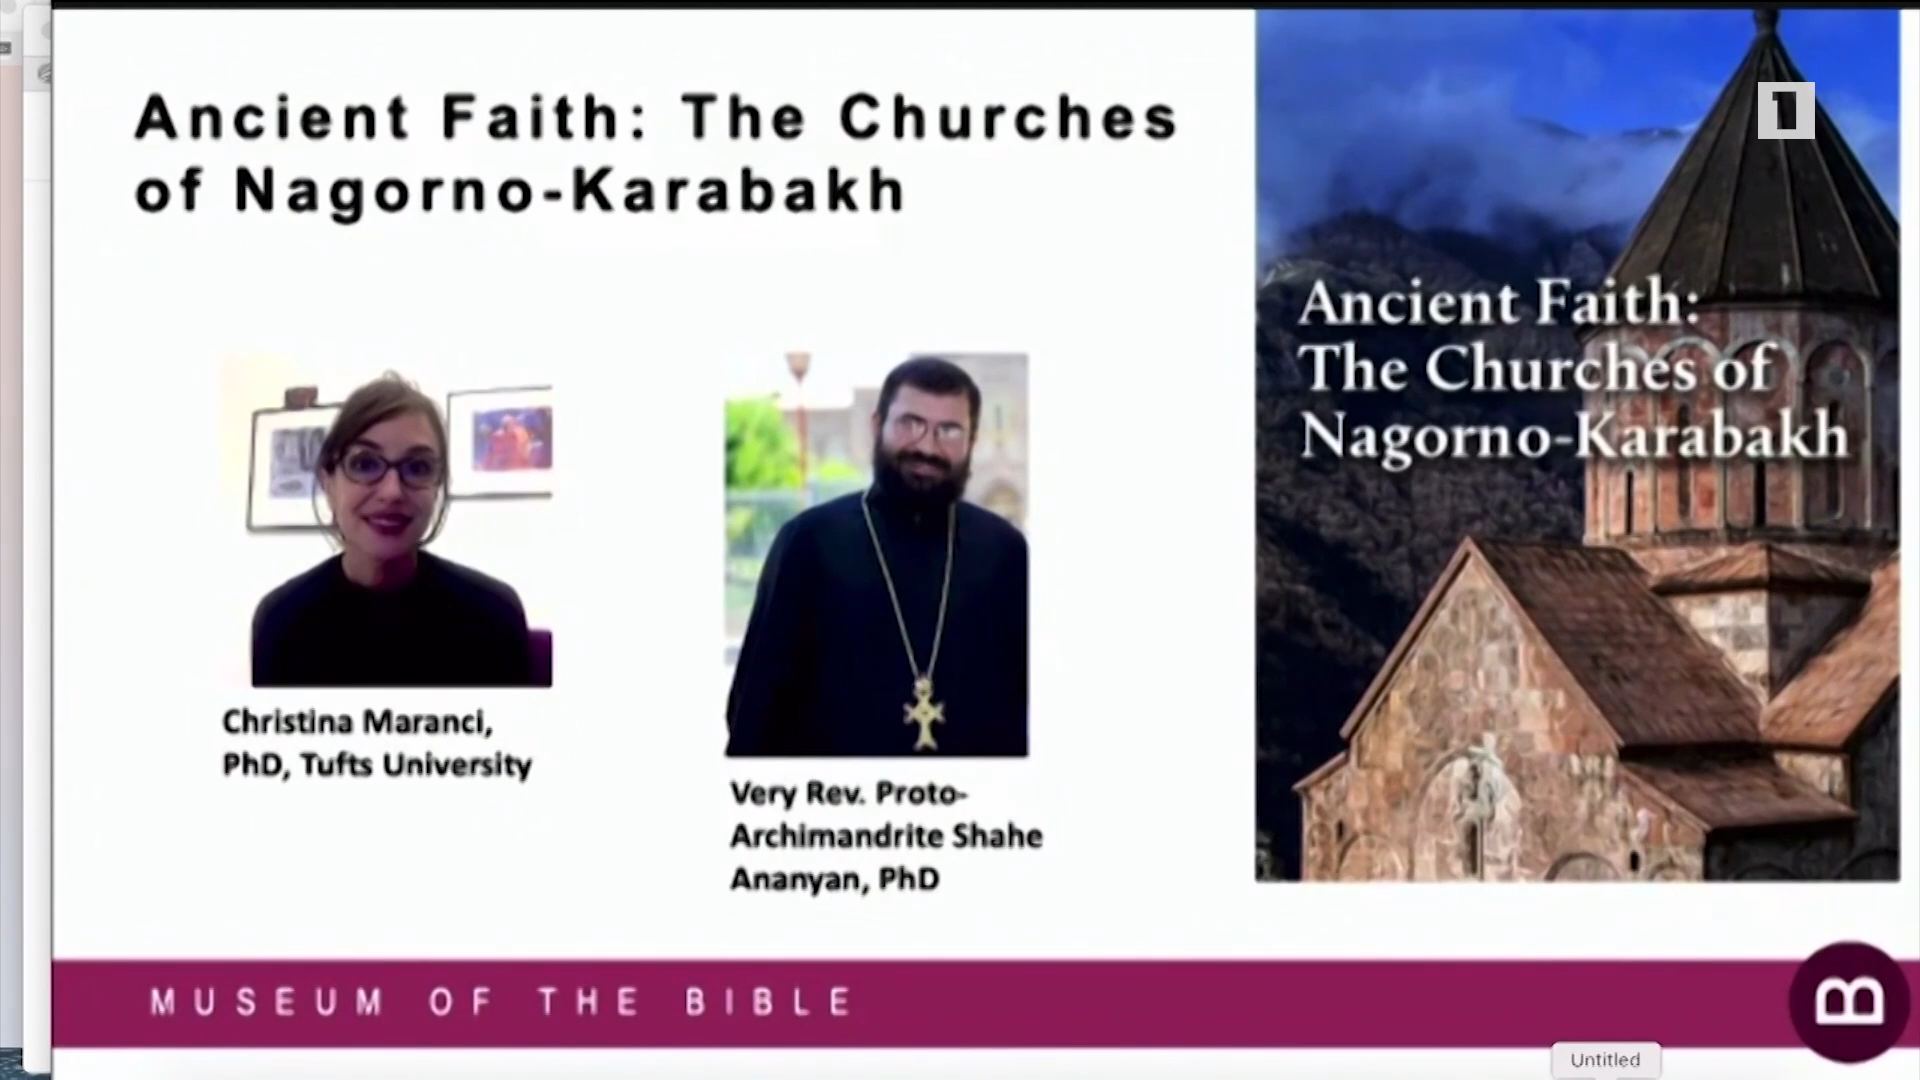 Ancient Faith: The Churches
of Nagorno-Karabakh
Christina Maranci,
PhD, Tufts University
Very Rev. Proto-
Archimandrite Shahe
Ananyan, PhD
1
Ancient Faith:
The Churches of
Nagorno-Karabakh
MUSEUM OF THE BIBLE
B
Untitled